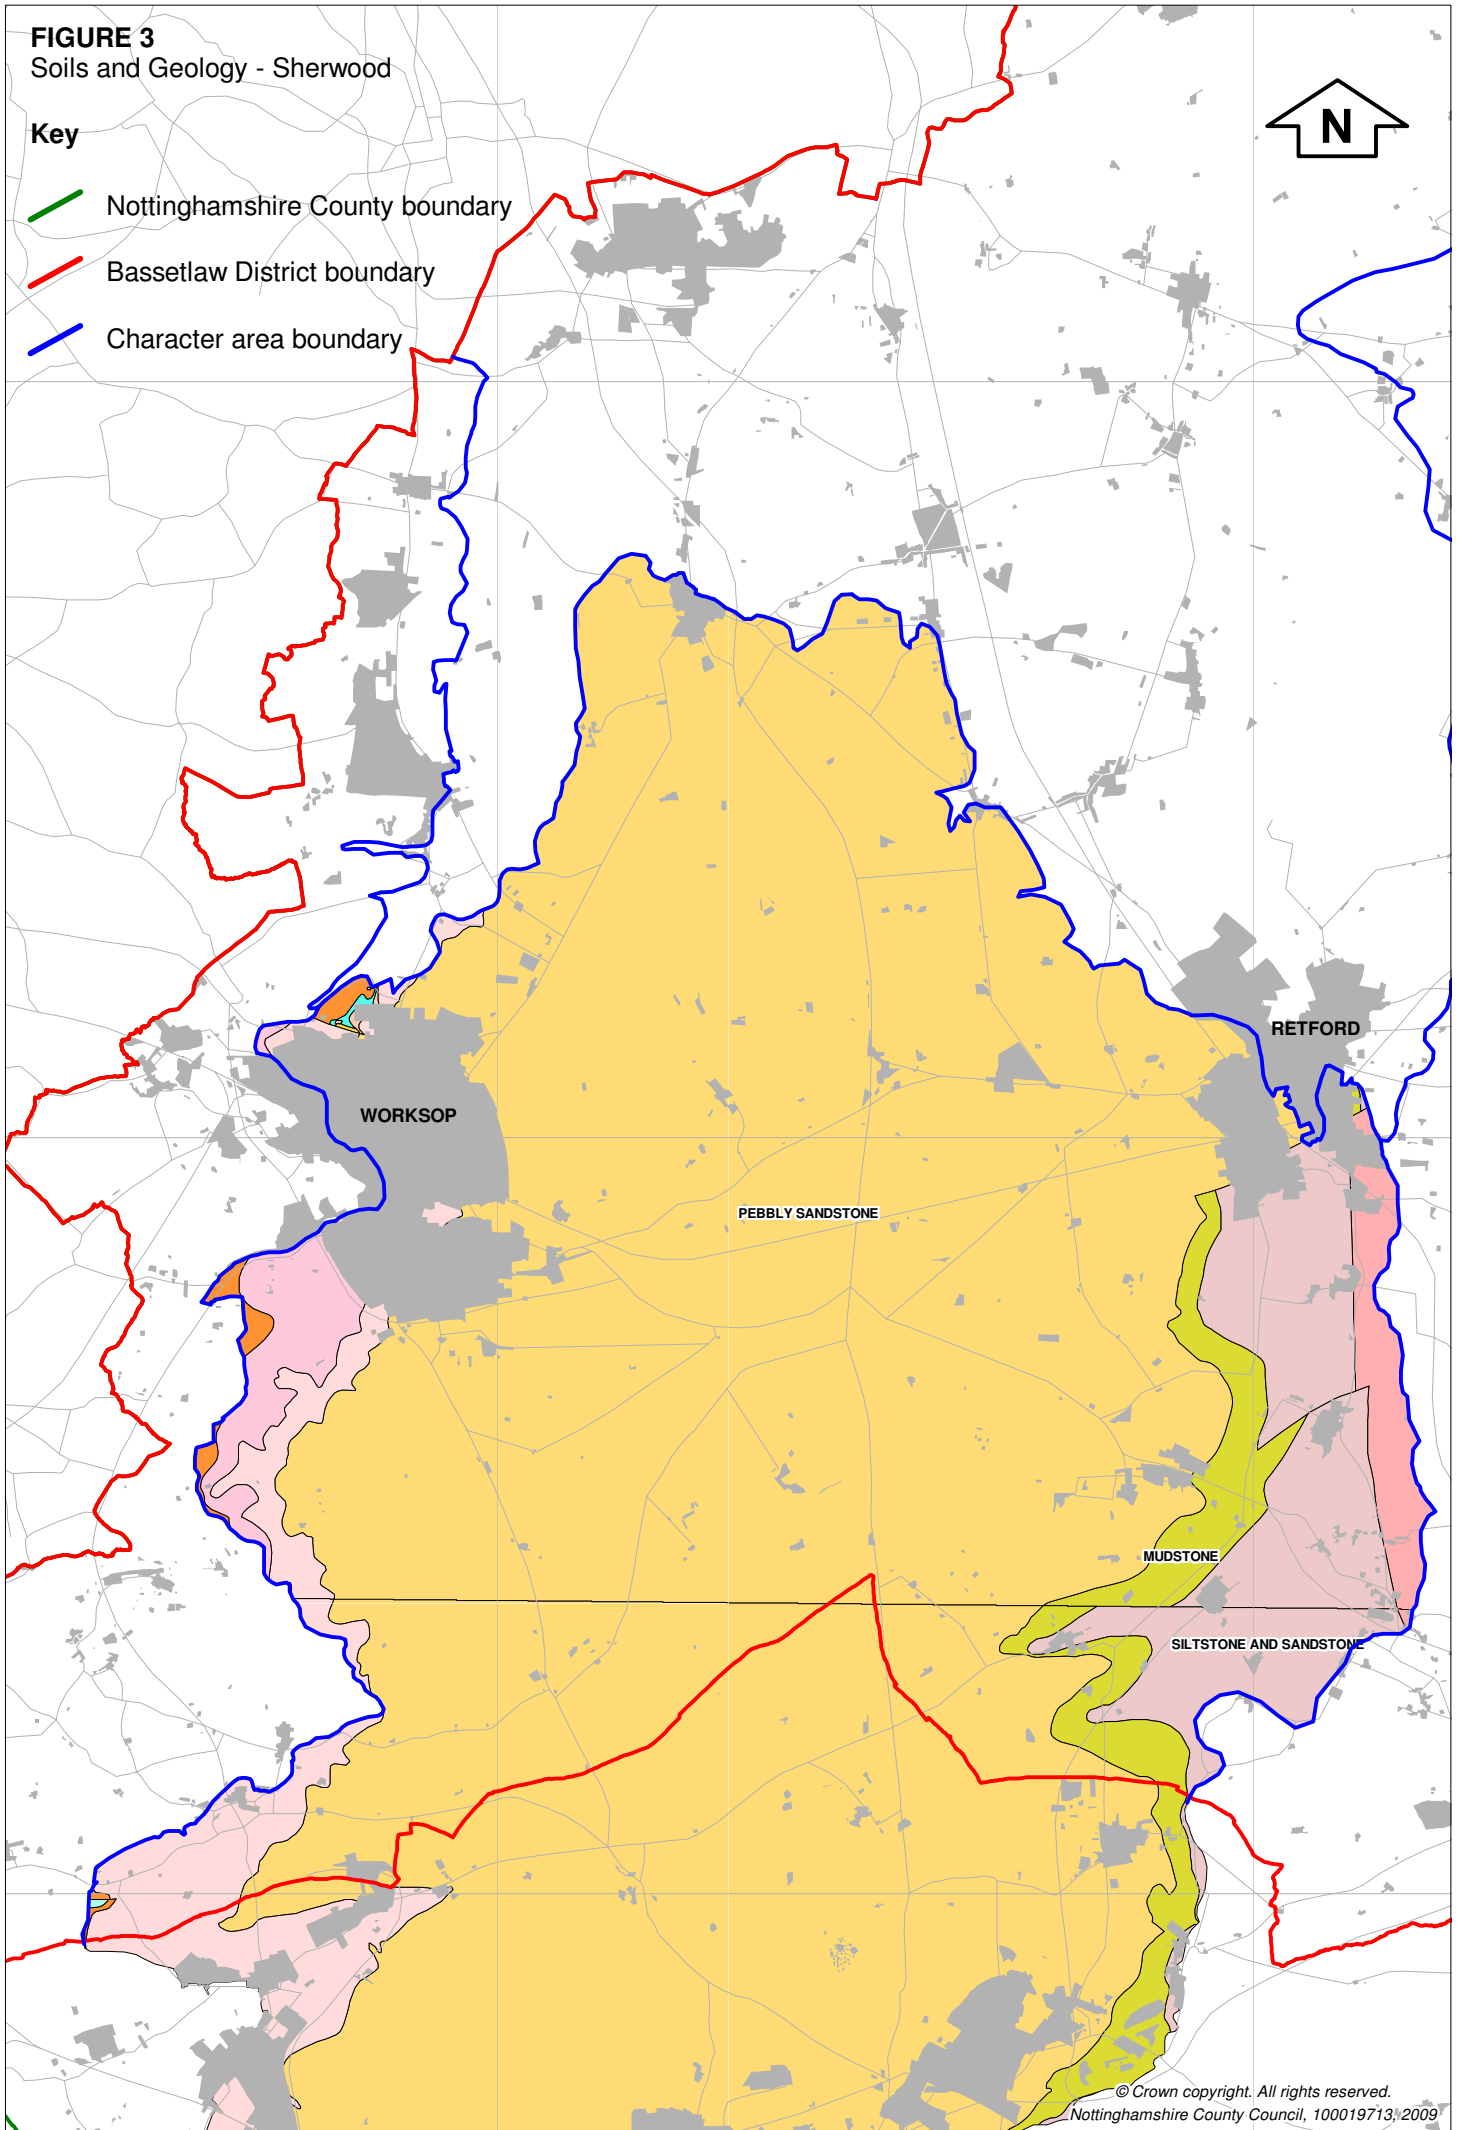 FIGURE 3
Soils and Geology - Sherwood
Key
N
Nottinghamshire County boundary
Bassetlaw District boundary
Character area boundary
RETFORD
WORKSOP
PEBBLY SANDSTONE
MUDSTONE
SILTSTONE AND SANDSTONE
© Crown copyright. All rights reserved.
Nottinghamshire County Council, 100019713, 2009